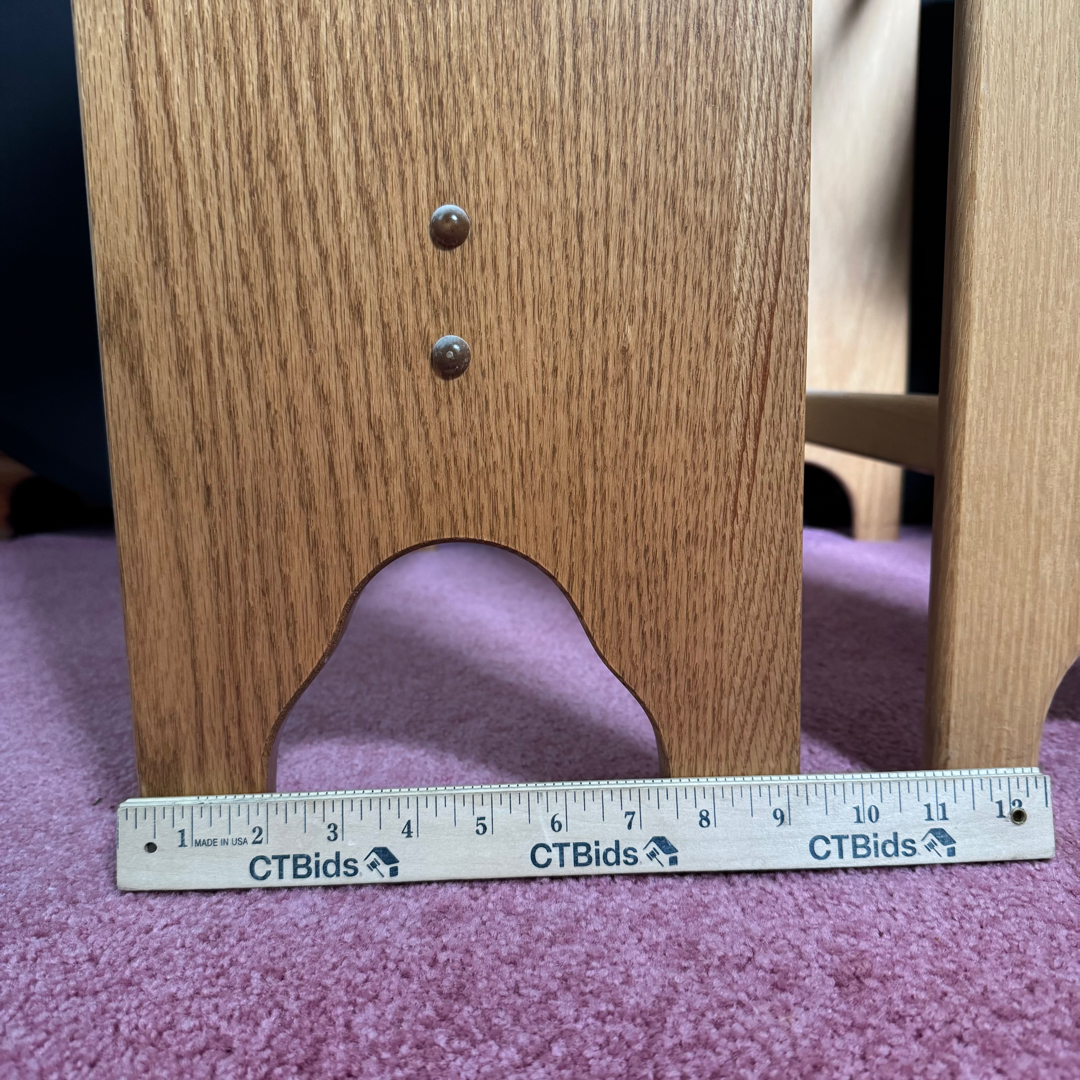 1 MADE IN USA 2 3 4 5 6 7 8 9 10 11 12
CTBids CTBids CTBids